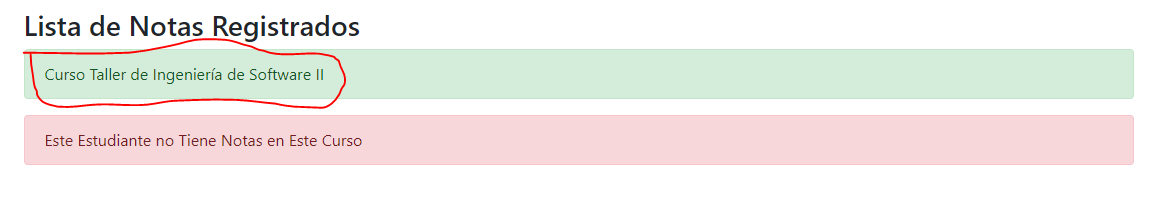 Lista de Notas Registrados
Curso Taller de Ingeniería de Software II
Este Estudiante no Tiene Notas en Este Curso